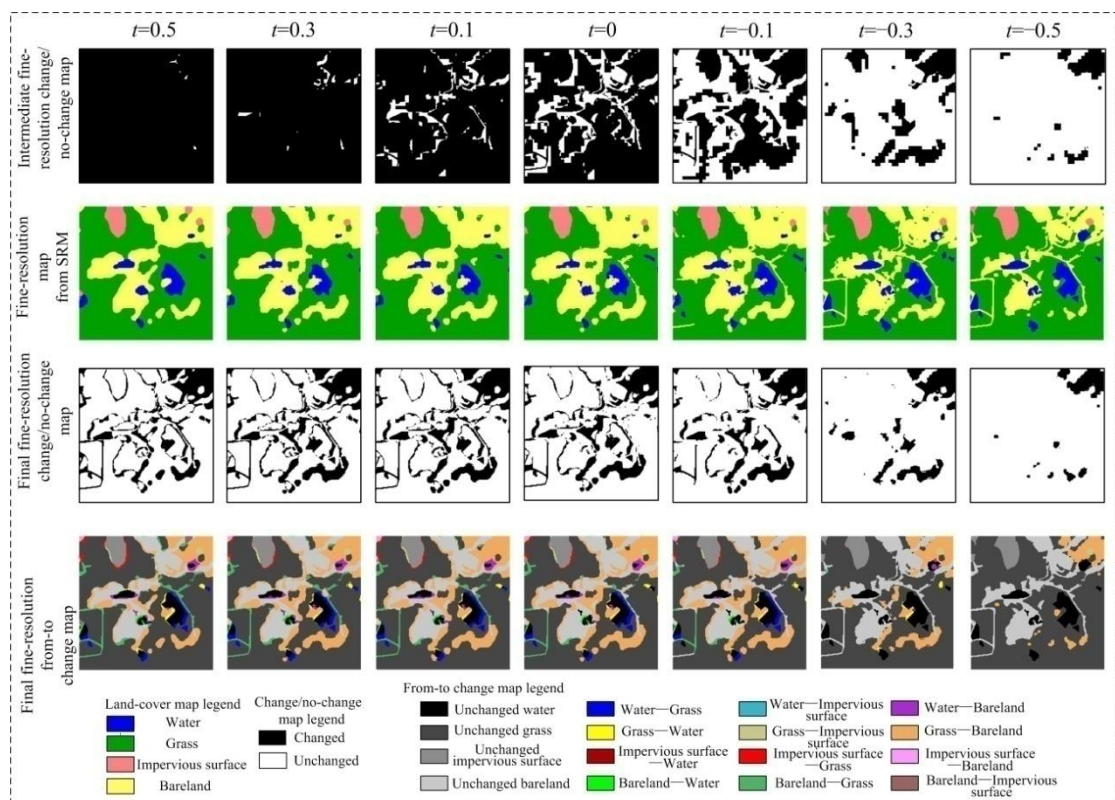 t=0.5 t=0.3 t=0.1 t=0 t=−0.1 t=−0.3 t=−0.5
Intermediate fine-
resolution change/
no-change map
Fine-resolution
map
from SRM
Final fine-resolution
change/no-change
map
Final fine-resolution
from-to
change map
Land-cover map legend
Water
Grass
Impervious surface
Bareland
Change/no-change
map legend
Changed
Unchanged
From-to change map legend
Unchanged water
Unchanged grass
Unchanged
impervious surface
Unchanged bareland
Water—Grass
Grass—Water
Impervious surface
—Water
Bareland—Water
Water—Impervious
surface
Grass—Impervious
surface
Impervious surface
—Grass
Bareland—Grass
Water—Bareland
Grass—Bareland
Impervious surface
—Bareland
Bareland—Impervious
surface